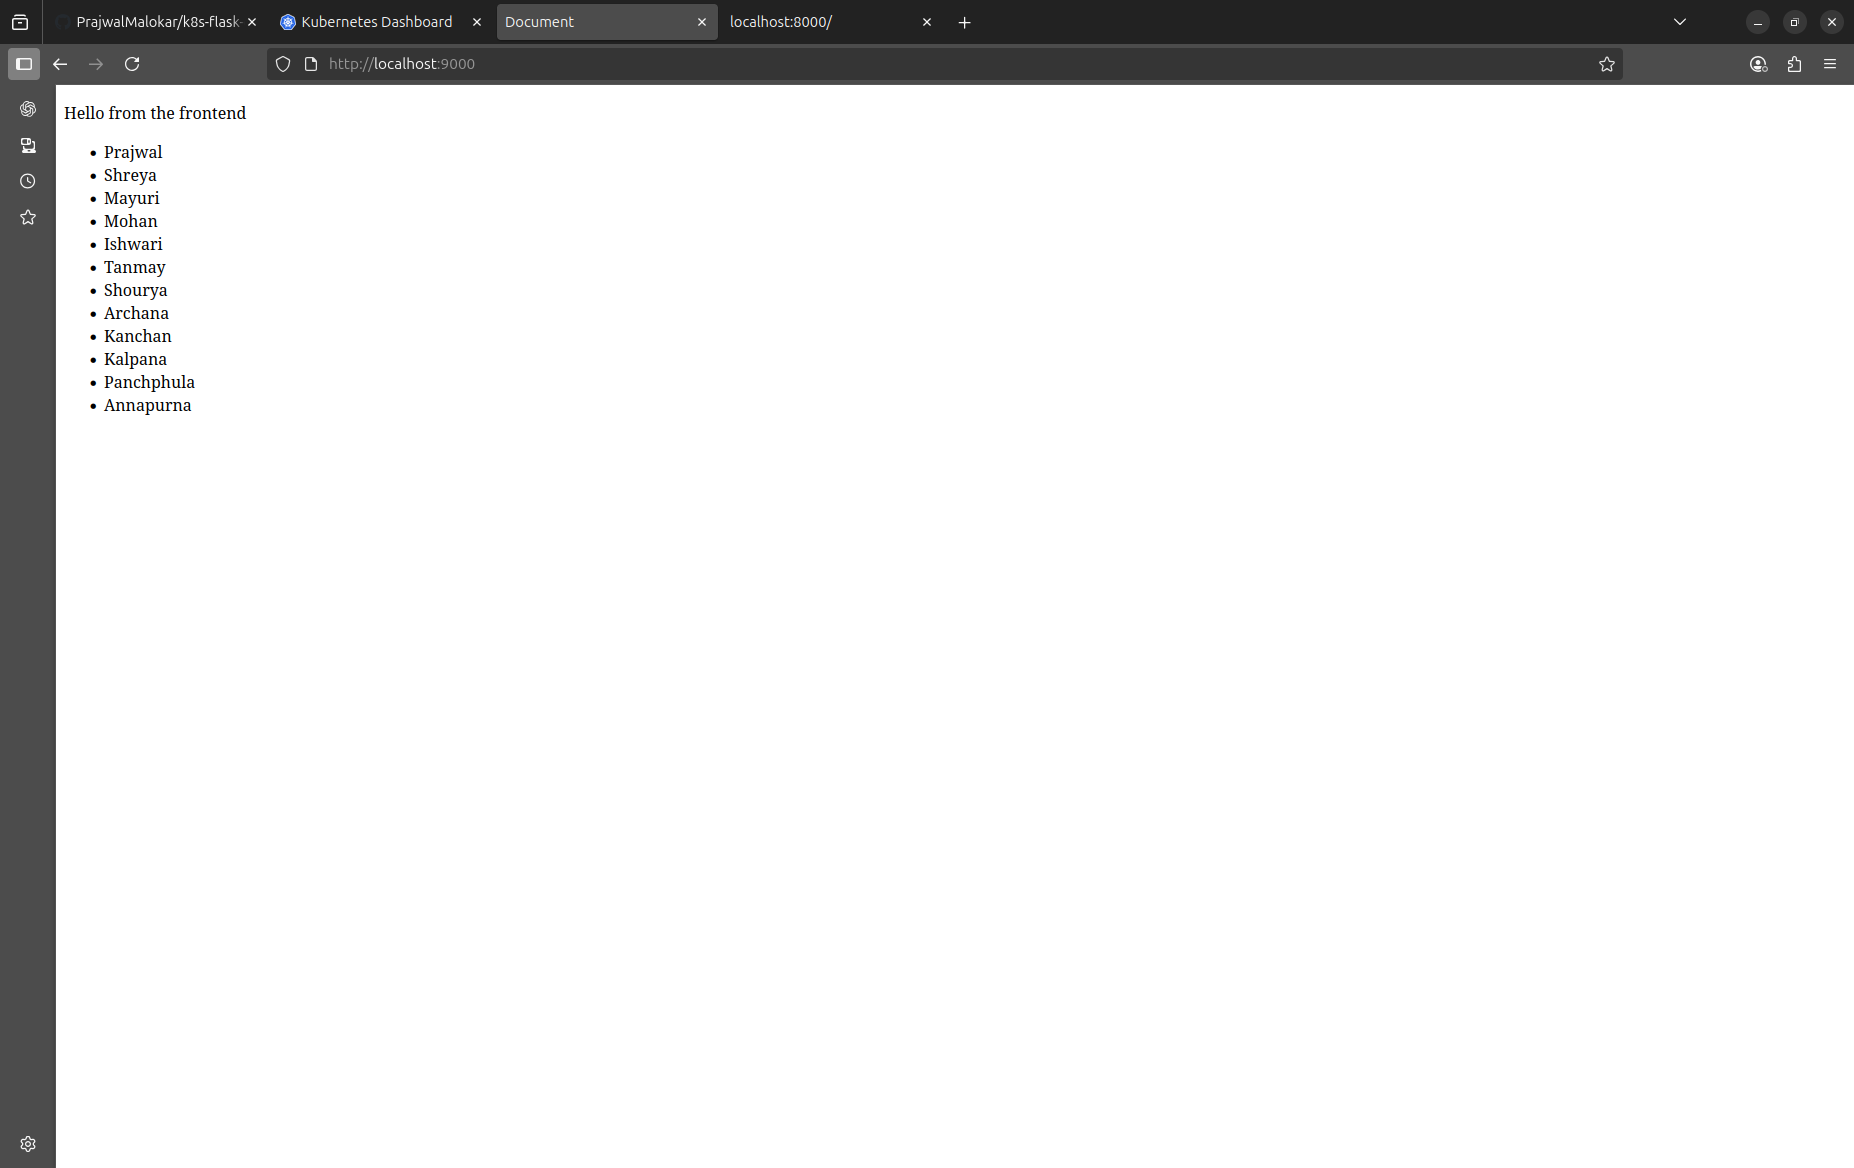 PrajwalMalokar/k8s-flask-
Kubernetes Dashboard
Document
localhost:8000/
http://localhost:9000
Hello from the frontend
• Prajwal
• Shreya
• Mayuri
• Mohan
• Ishwari
• Tanmay
• Shourya
• Archana
• Kanchan
• Kalpana
• Panchphula
• Annapurna